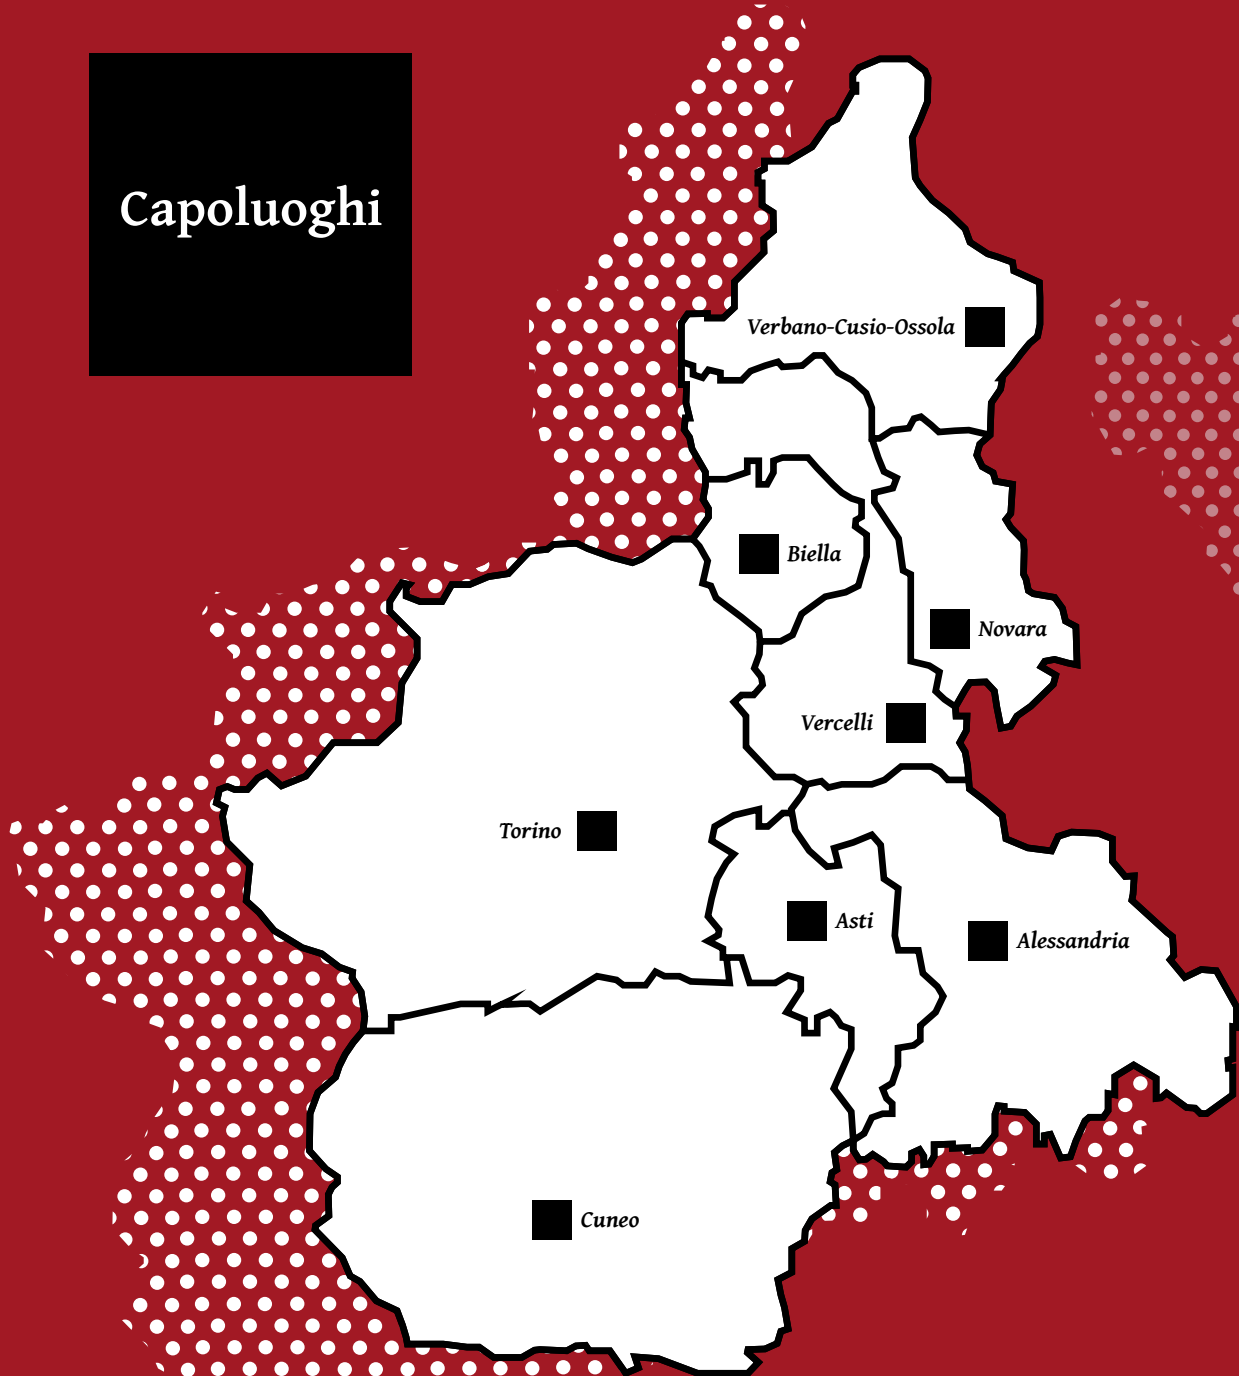 Capoluoghi
Verbano-Cusio-Ossola
Biella
Novara
Vercelli
Torino
Asti
Alessandria
Cuneo